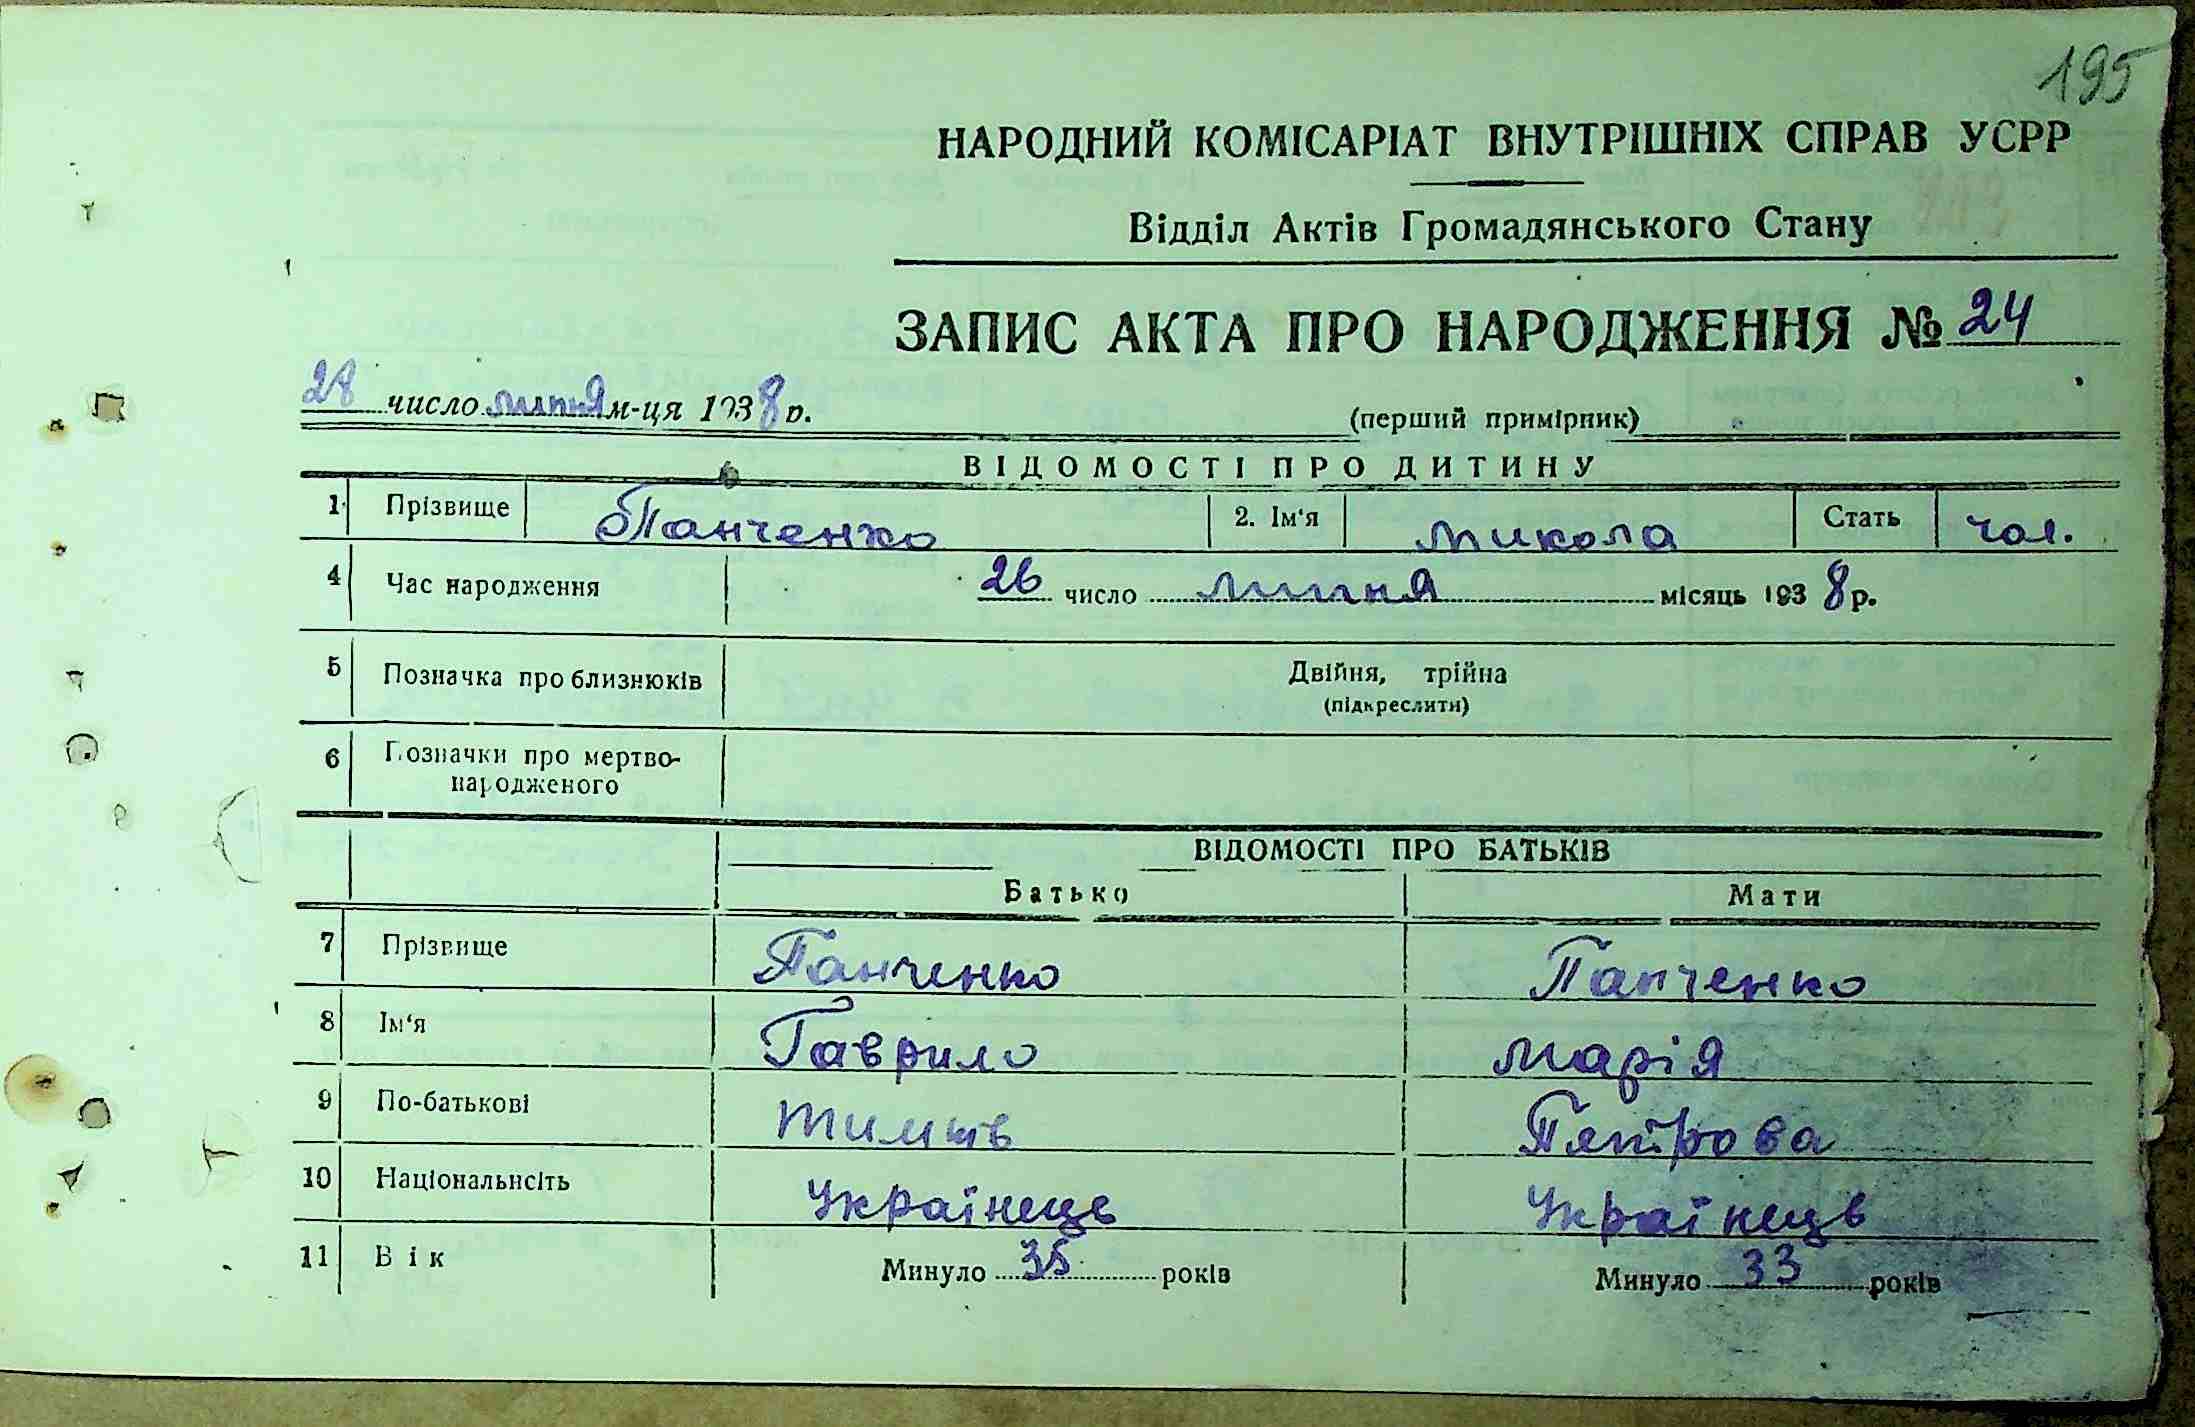 195
НАРОДНИЙ КОМІСАРІАТ ВНУТРІШНІХ СПРАВ УСРР
Відділ Актів Громадянського Стану
ЗАПИС АКТА ПРО НАРОДЖЕННЯ № 24
28 число липня м-ця 1938 р.
(перший примірник)
ВІДОМОСТІ ПРО ДИТИНУ
1 Прізвище Панченко 2. Ім'я Микола Стать чол.
4 Час народження 26 число липня місяць 1938 р.
5 Позначка про близнюків Двійня, трійна
(підкреслити)
6 Позначки про мертво-
народженого
ВІДОМОСТІ ПРО БАТЬКІВ
Батько Мати
7 Прізвище Панченко Панченко
8 Ім'я Гаврило Марія
9 По-батькові Пятрова
10 Національнсіть Українець Українець
11 Вік Минуло 35 років Минуло 33 років